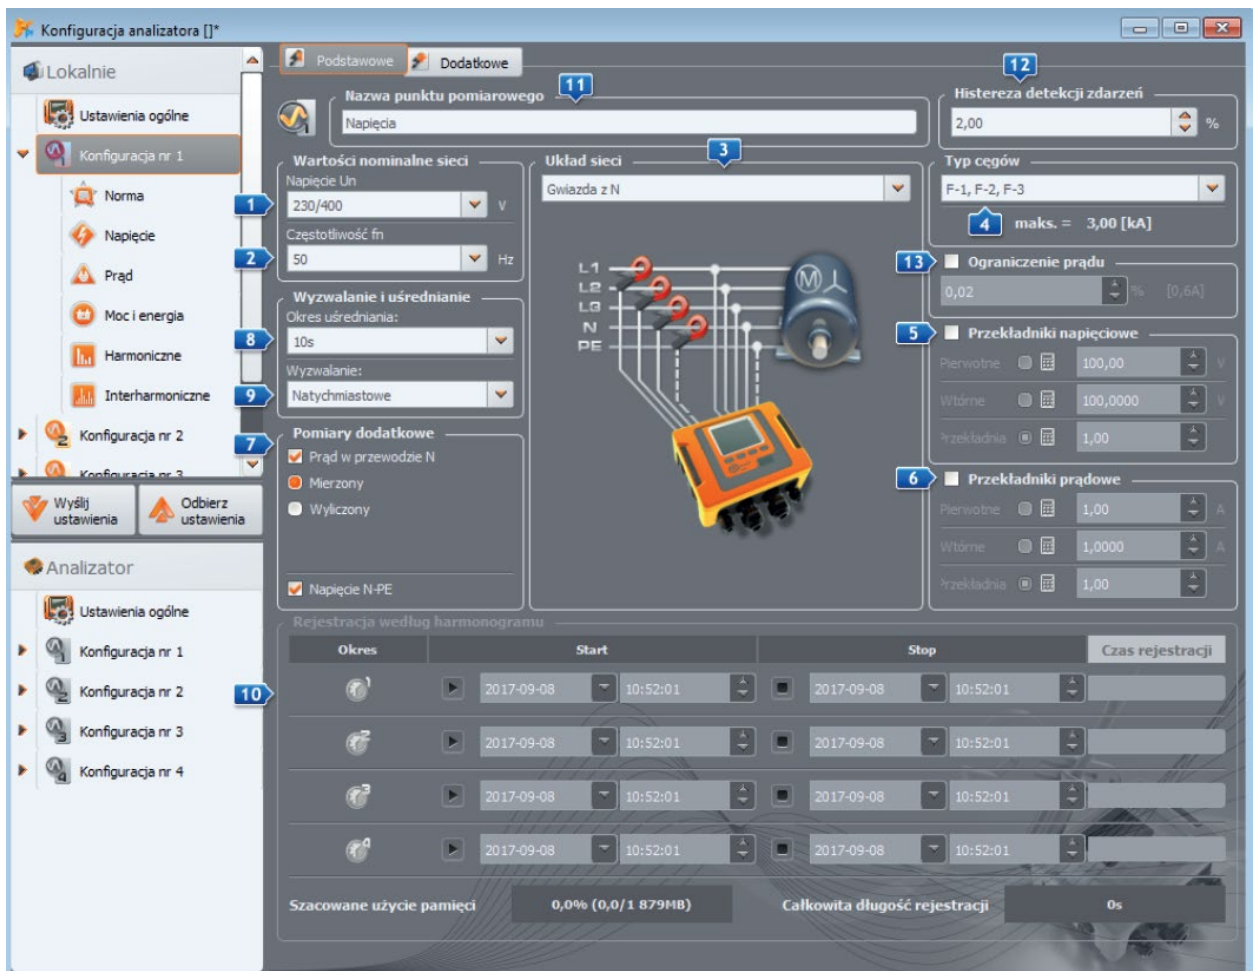 Konfiguracja analizatora []*
Lokalnie
Ustawienia ogólne
Konfiguracja nr 1
Norma
Napięcie
Prąd
Moc i energia
Harmoniczne
Interharmoniczne
Konfiguracja nr 2
Konfiguracja nr 3
Wyślij ustawienia
Odbierz ustawienia
Analizator
Ustawienia ogólne
Konfiguracja nr 1
Konfiguracja nr 2
Konfiguracja nr 3
Konfiguracja nr 4
Podstawowe
Dodatkowe
Nazwa punktu pomiarowego
11
Napięcia
12
Histereza detekcji zdarzeń
2,00 %
Wartości nominalne sieci
Napięcie Un
1
230/400 V
Częstotliwość fn
2
50 Hz
Wyzwalanie i uśrednianie
Okres uśredniania:
8
10s
Wyzwalanie:
9
Natychmiastowe
7
Pomiary dodatkowe
Prąd w przewodzie N
Mierzony
Wyliczony
Napięcie N-PE
Układ sieci
3
Gwiazda z N
L1
L2
L3
N
PE
M
Typ cęgów
F-1, F-2, F-3
4
maks. = 3,00 [kA]
13
Ograniczenie prądu
0,02 % [0,6A]
5
Przekładniki napięciowe
Pierwotne 100,00 V
Wtórne 100,0000 V
Przekładnia 1,00
6
Przekładniki prądowe
Pierwotne 1,00 A
Wtórne 1,0000 A
Przekładnia 1,00
Rejestracja według harmonogramu
Okres Start Stop Czas rejestracji
10
1 2017-09-08 10:52:01 2017-09-08 10:52:01
2 2017-09-08 10:52:01 2017-09-08 10:52:01
3 2017-09-08 10:52:01 2017-09-08 10:52:01
4 2017-09-08 10:52:01 2017-09-08 10:52:01
Szacowane użycie pamięci 0,0% (0,0/1 879MB) Całkowita długość rejestracji 0s